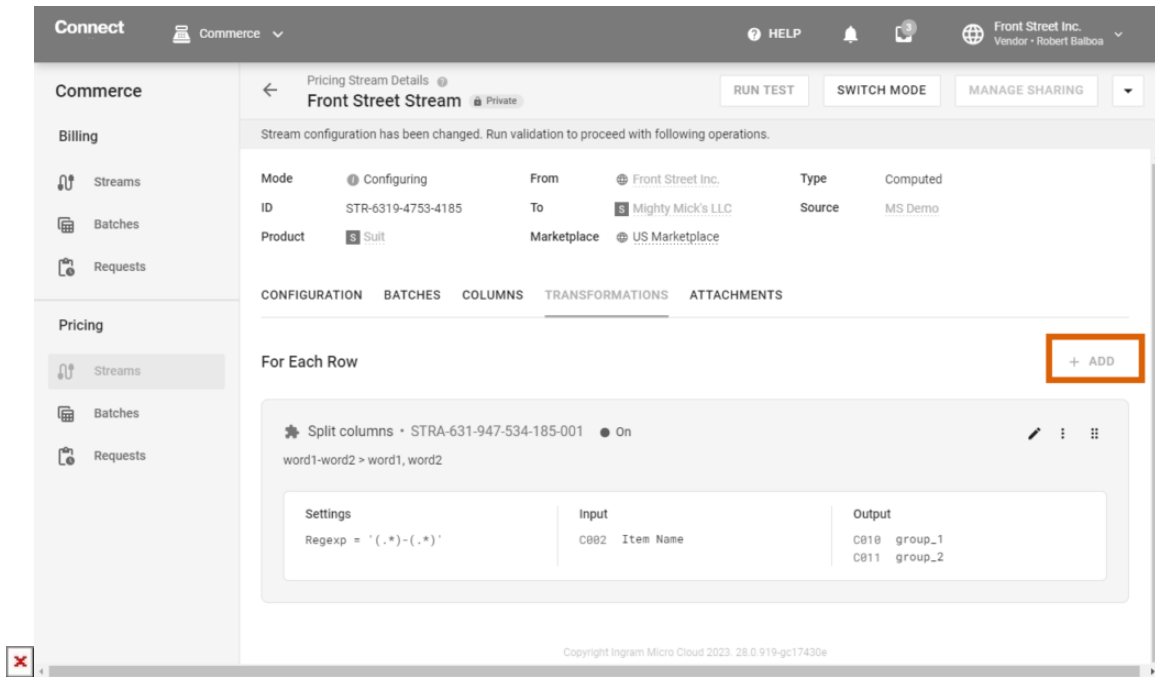 Connect
Commerce
HELP
3
Front Street Inc.
Vendor • Robert Balboa
Commerce
Billing
Streams
Batches
Requests
Pricing
Streams
Batches
Requests
Pricing Stream Details
Front Street Stream Private
RUN TEST
SWITCH MODE
MANAGE SHARING
Stream configuration has been changed. Run validation to proceed with following operations.
Mode Configuring From Front Street Inc. Type Computed
ID STR-6319-4753-4185 To S Mighty Mick's LLC Source MS Demo
Product S Suit Marketplace US Marketplace
CONFIGURATION BATCHES COLUMNS TRANSFORMATIONS ATTACHMENTS
For Each Row
+ ADD
Split columns • STRA-631-947-534-185-001 On
word1-word2 > word1, word2
Settings Input Output
Regexp = '(.*)-(.*)' C002 Item Name C010 group_1
C011 group_2
Copyright Ingram Micro Cloud 2023. 28.0.919-gc17430e